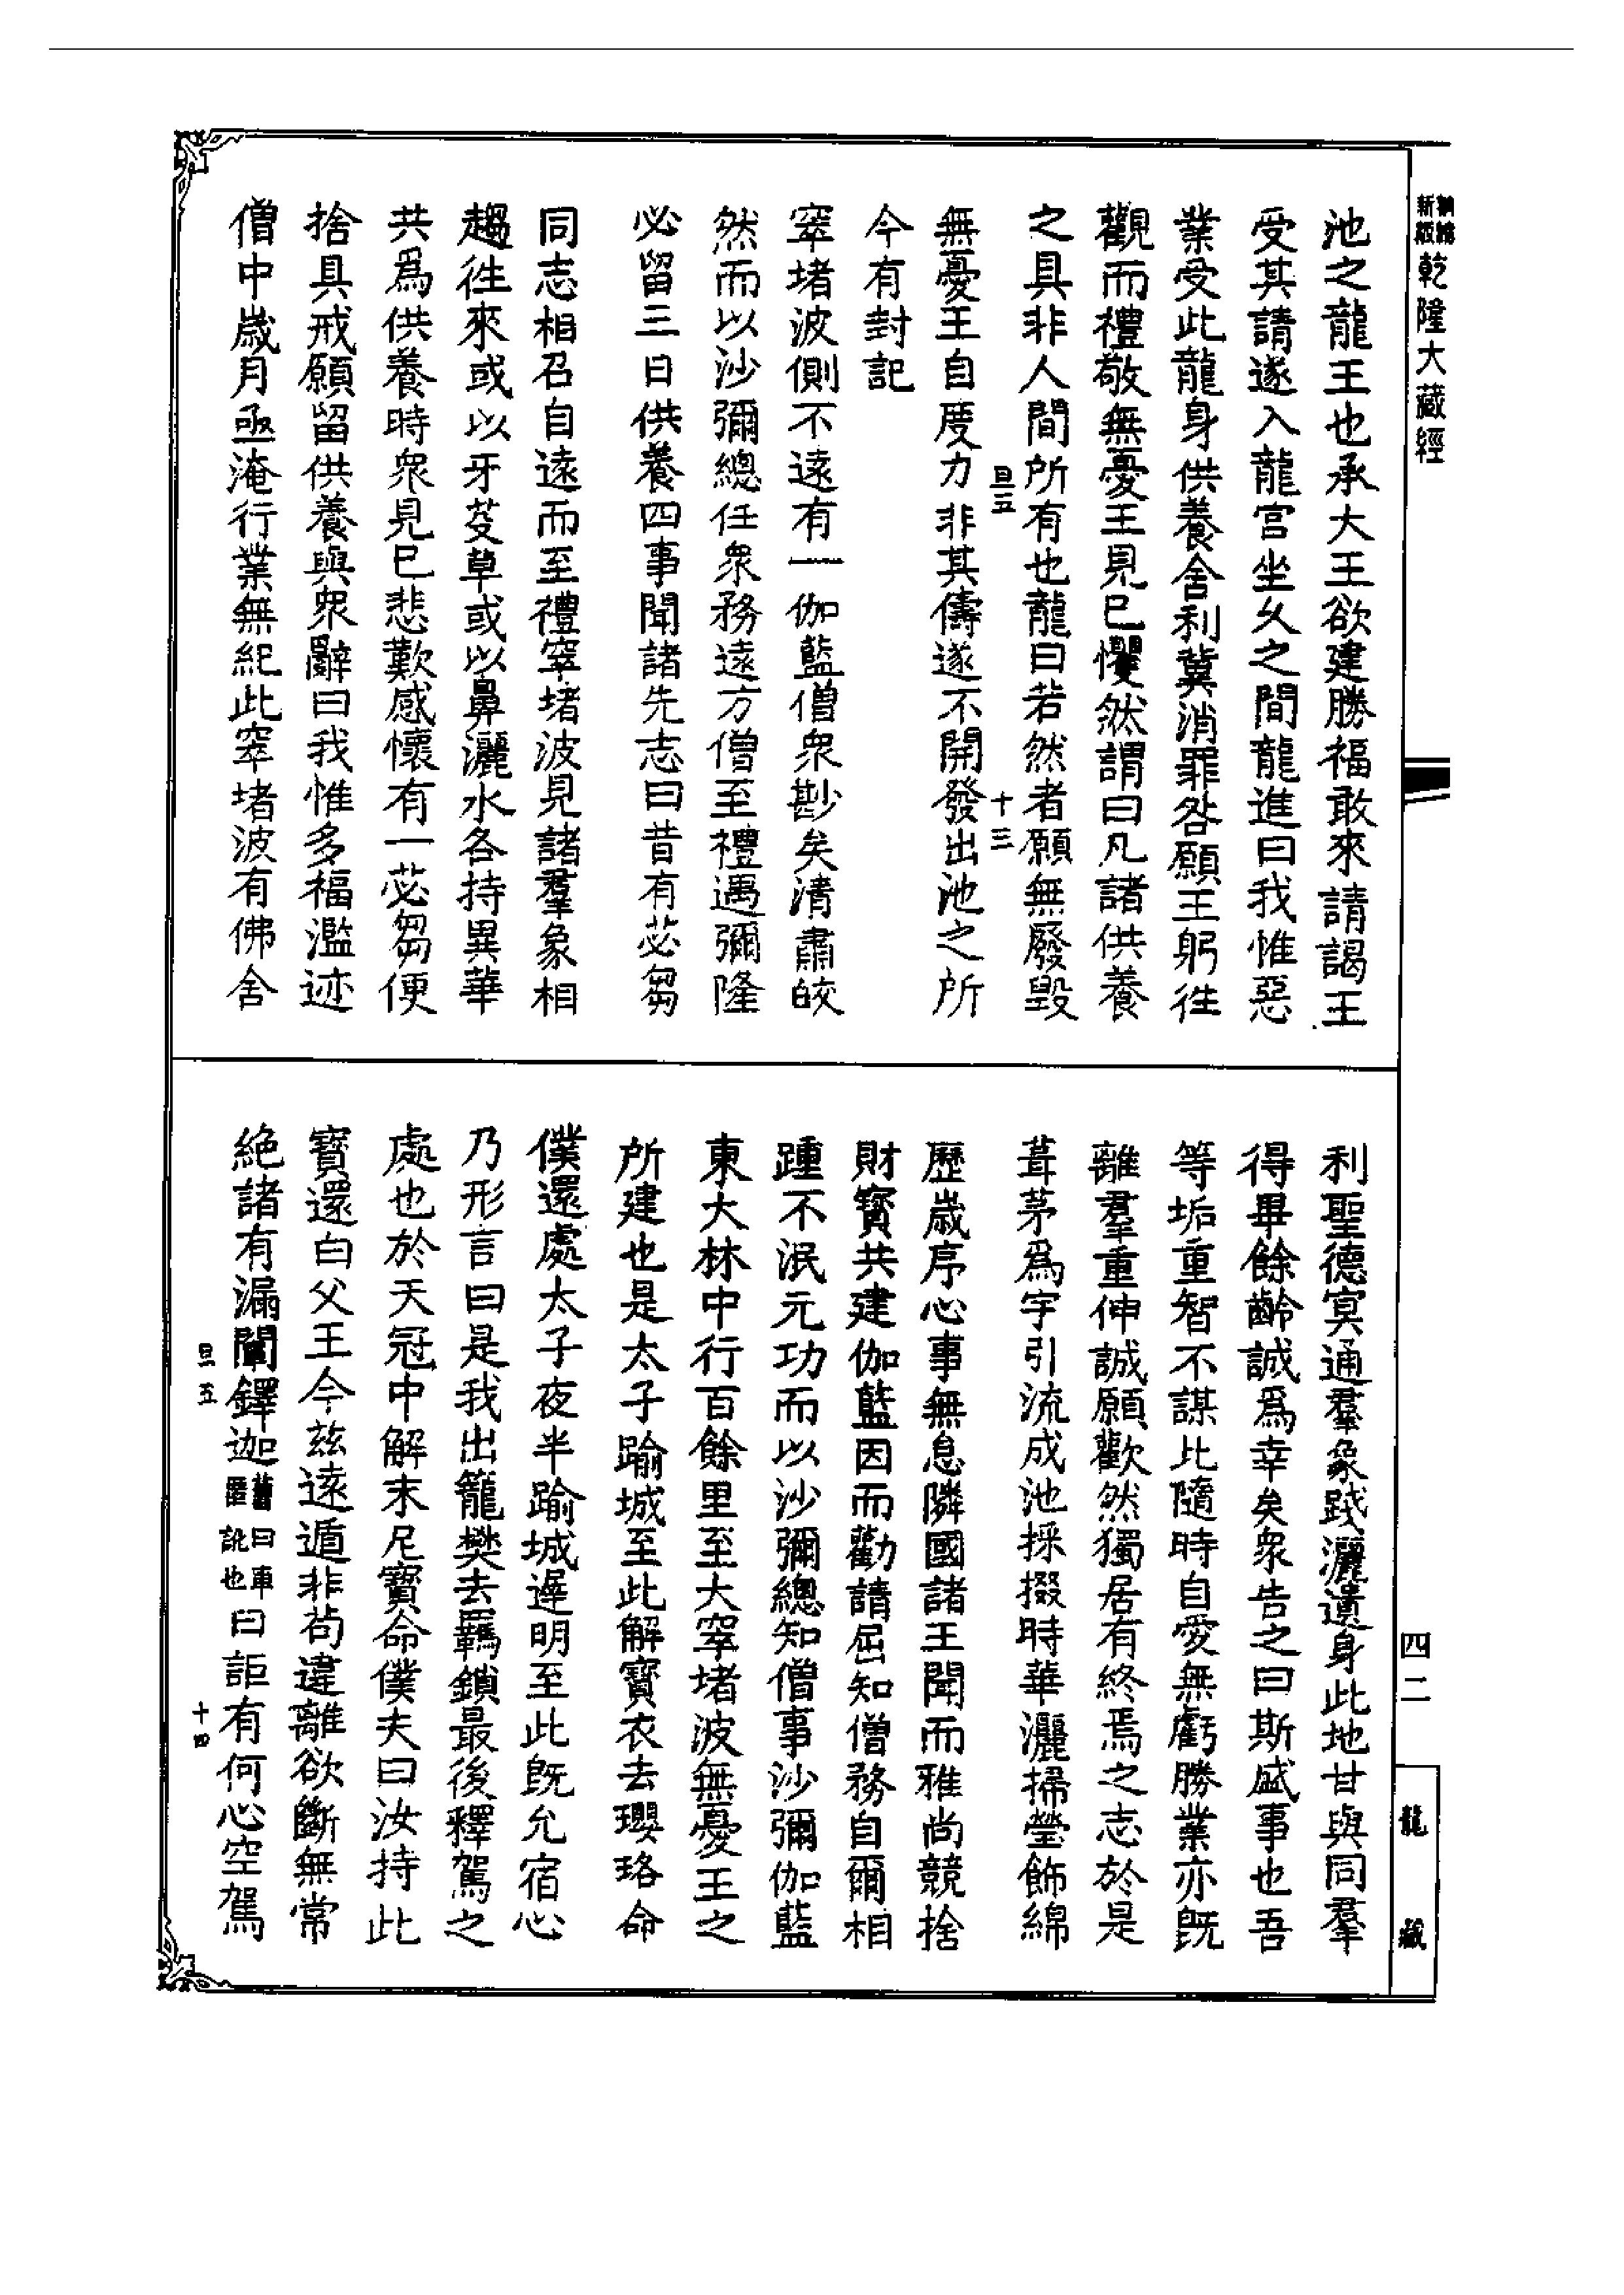 新編
新版
乾隆大藏經
池之龍王也承大王欲建勝福敢來請謁王
受其請遂入龍宮坐久之間龍進曰我惟惡
業受此龍身供養舍利冀消罪咎願王躬往
觀而禮敬無憂王見已懼然謂曰凡諸供養
之具非人間所有也龍曰若然者願無廢毀
旦五 十三
無憂王自度力非其儔遂不開發出池之所
今有封記
窣堵波側不遠有一伽藍僧衆尠矣清肅皎
然而以沙彌總任衆務遠方僧至禮遇彌隆
必留三日供養四事聞諸先志曰昔有苾芻
同志相召自遠而至禮窣堵波見諸羣象相
趨往來或以牙芟草或以鼻灑水各持異華
共爲供養時衆見已悲歎感懷有一苾芻便
捨具戒願留供養與衆辭曰我惟多福濫迹
僧中歲月亟淹行業無紀此窣堵波有佛舍
利聖德冥通羣象踐灑遺身此地甘與同羣
得畢餘齡誠爲幸矣衆告之曰斯盛事也吾
等垢重智不謀此隨時自愛無虧勝業亦旣
離羣重伸誠願歡然獨居有終焉之志於是
葺茅爲宇引流成池採掇時華灑掃瑩飾綿
歷歲序心事無怠隣國諸王聞而雅尚競捨
財寳共建伽藍因而勸請屈知僧務自爾相
踵不泯元功而以沙彌總知僧事沙彌伽藍
東大林中行百餘里至大窣堵波無憂王之
所建也是太子踰城至此解寳衣去瓔珞命
僕還處太子夜半踰城遲明至此旣允宿心
乃形言曰是我出籠樊去羈鎖最後釋駕之
處也於天冠中解末尼寳命僕夫曰汝持此
寳還白父王今茲遠遁非苟違離欲斷無常
絕諸有漏闡鐸迦舊曰車匿訛也曰詎有何心空駕
旦五 十四
四二
龍藏